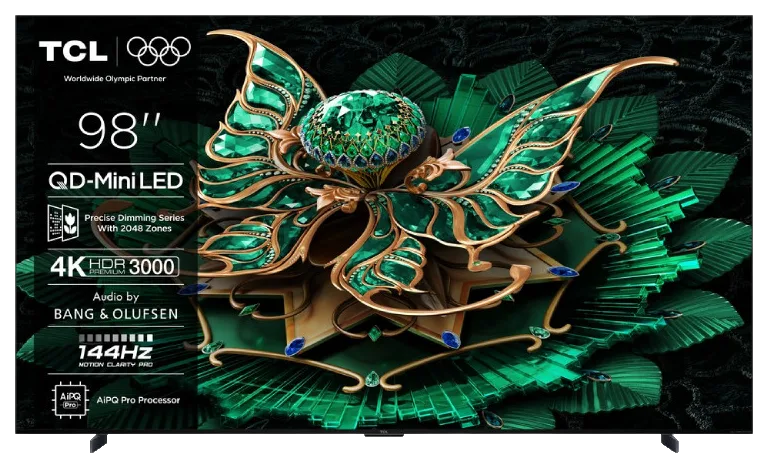 TCL
Worldwide Olympic Partner
98"
QD-Mini LED
Precise Dimming Series
With 2048 Zones
4K HDR PREMIUM 3000
Audio by
BANG & OLUFSEN
144Hz
MOTION CLARITY PRO
AiPQ Pro
AiPQ Pro Processor
TCL